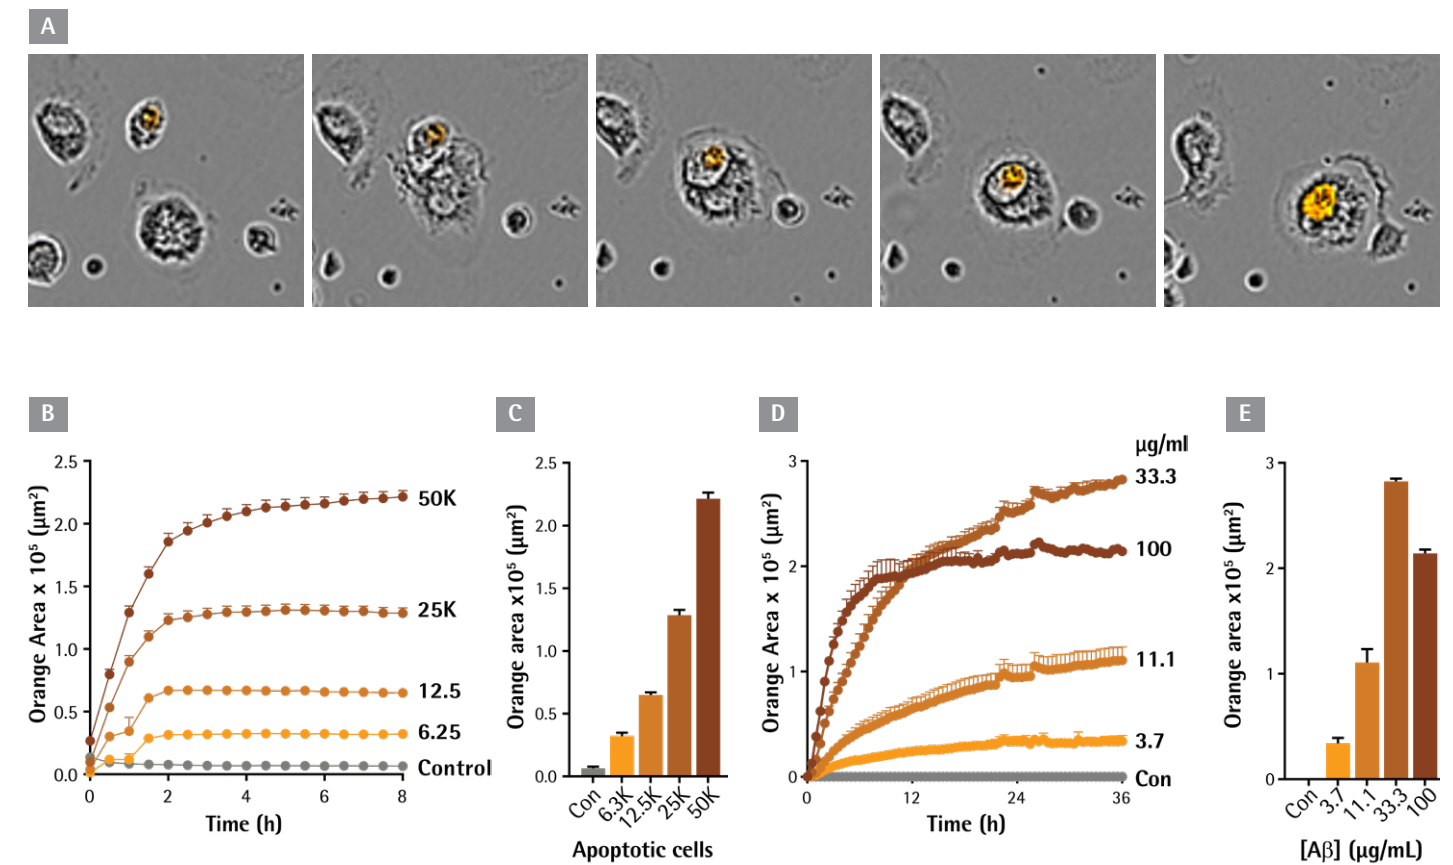 A
B
Orange Area x 10⁵ (µm²)
2.5
2.0
1.5
1.0
0.5
0.0
0
2
4
6
8
Time (h)
50K
25K
12.5
6.25
Control
C
Orange area x10⁵ (µm²)
2.5
2.0
1.5
1.0
0.5
0.0
Con
6.3K
12.5K
25K
50K
Apoptotic cells
D
Orange Area x 10⁵ (µm²)
3
2
1
0
0
12
24
36
Time (h)
µg/ml
33.3
100
11.1
3.7
Con
E
Orange area x10⁵ (µm²)
3
2
1
0
Con
3.7
11.1
33.3
100
[Aβ] (µg/mL)